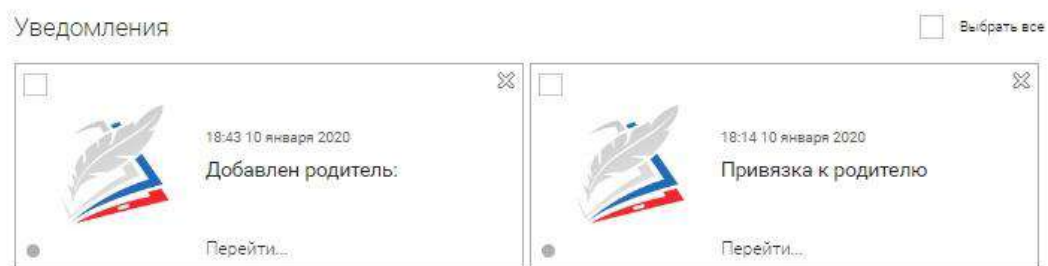 Уведомления
Выбрать все
18:43 10 января 2020
Добавлен родитель:
Перейти...
18:14 10 января 2020
Привязка к родителю
Перейти...